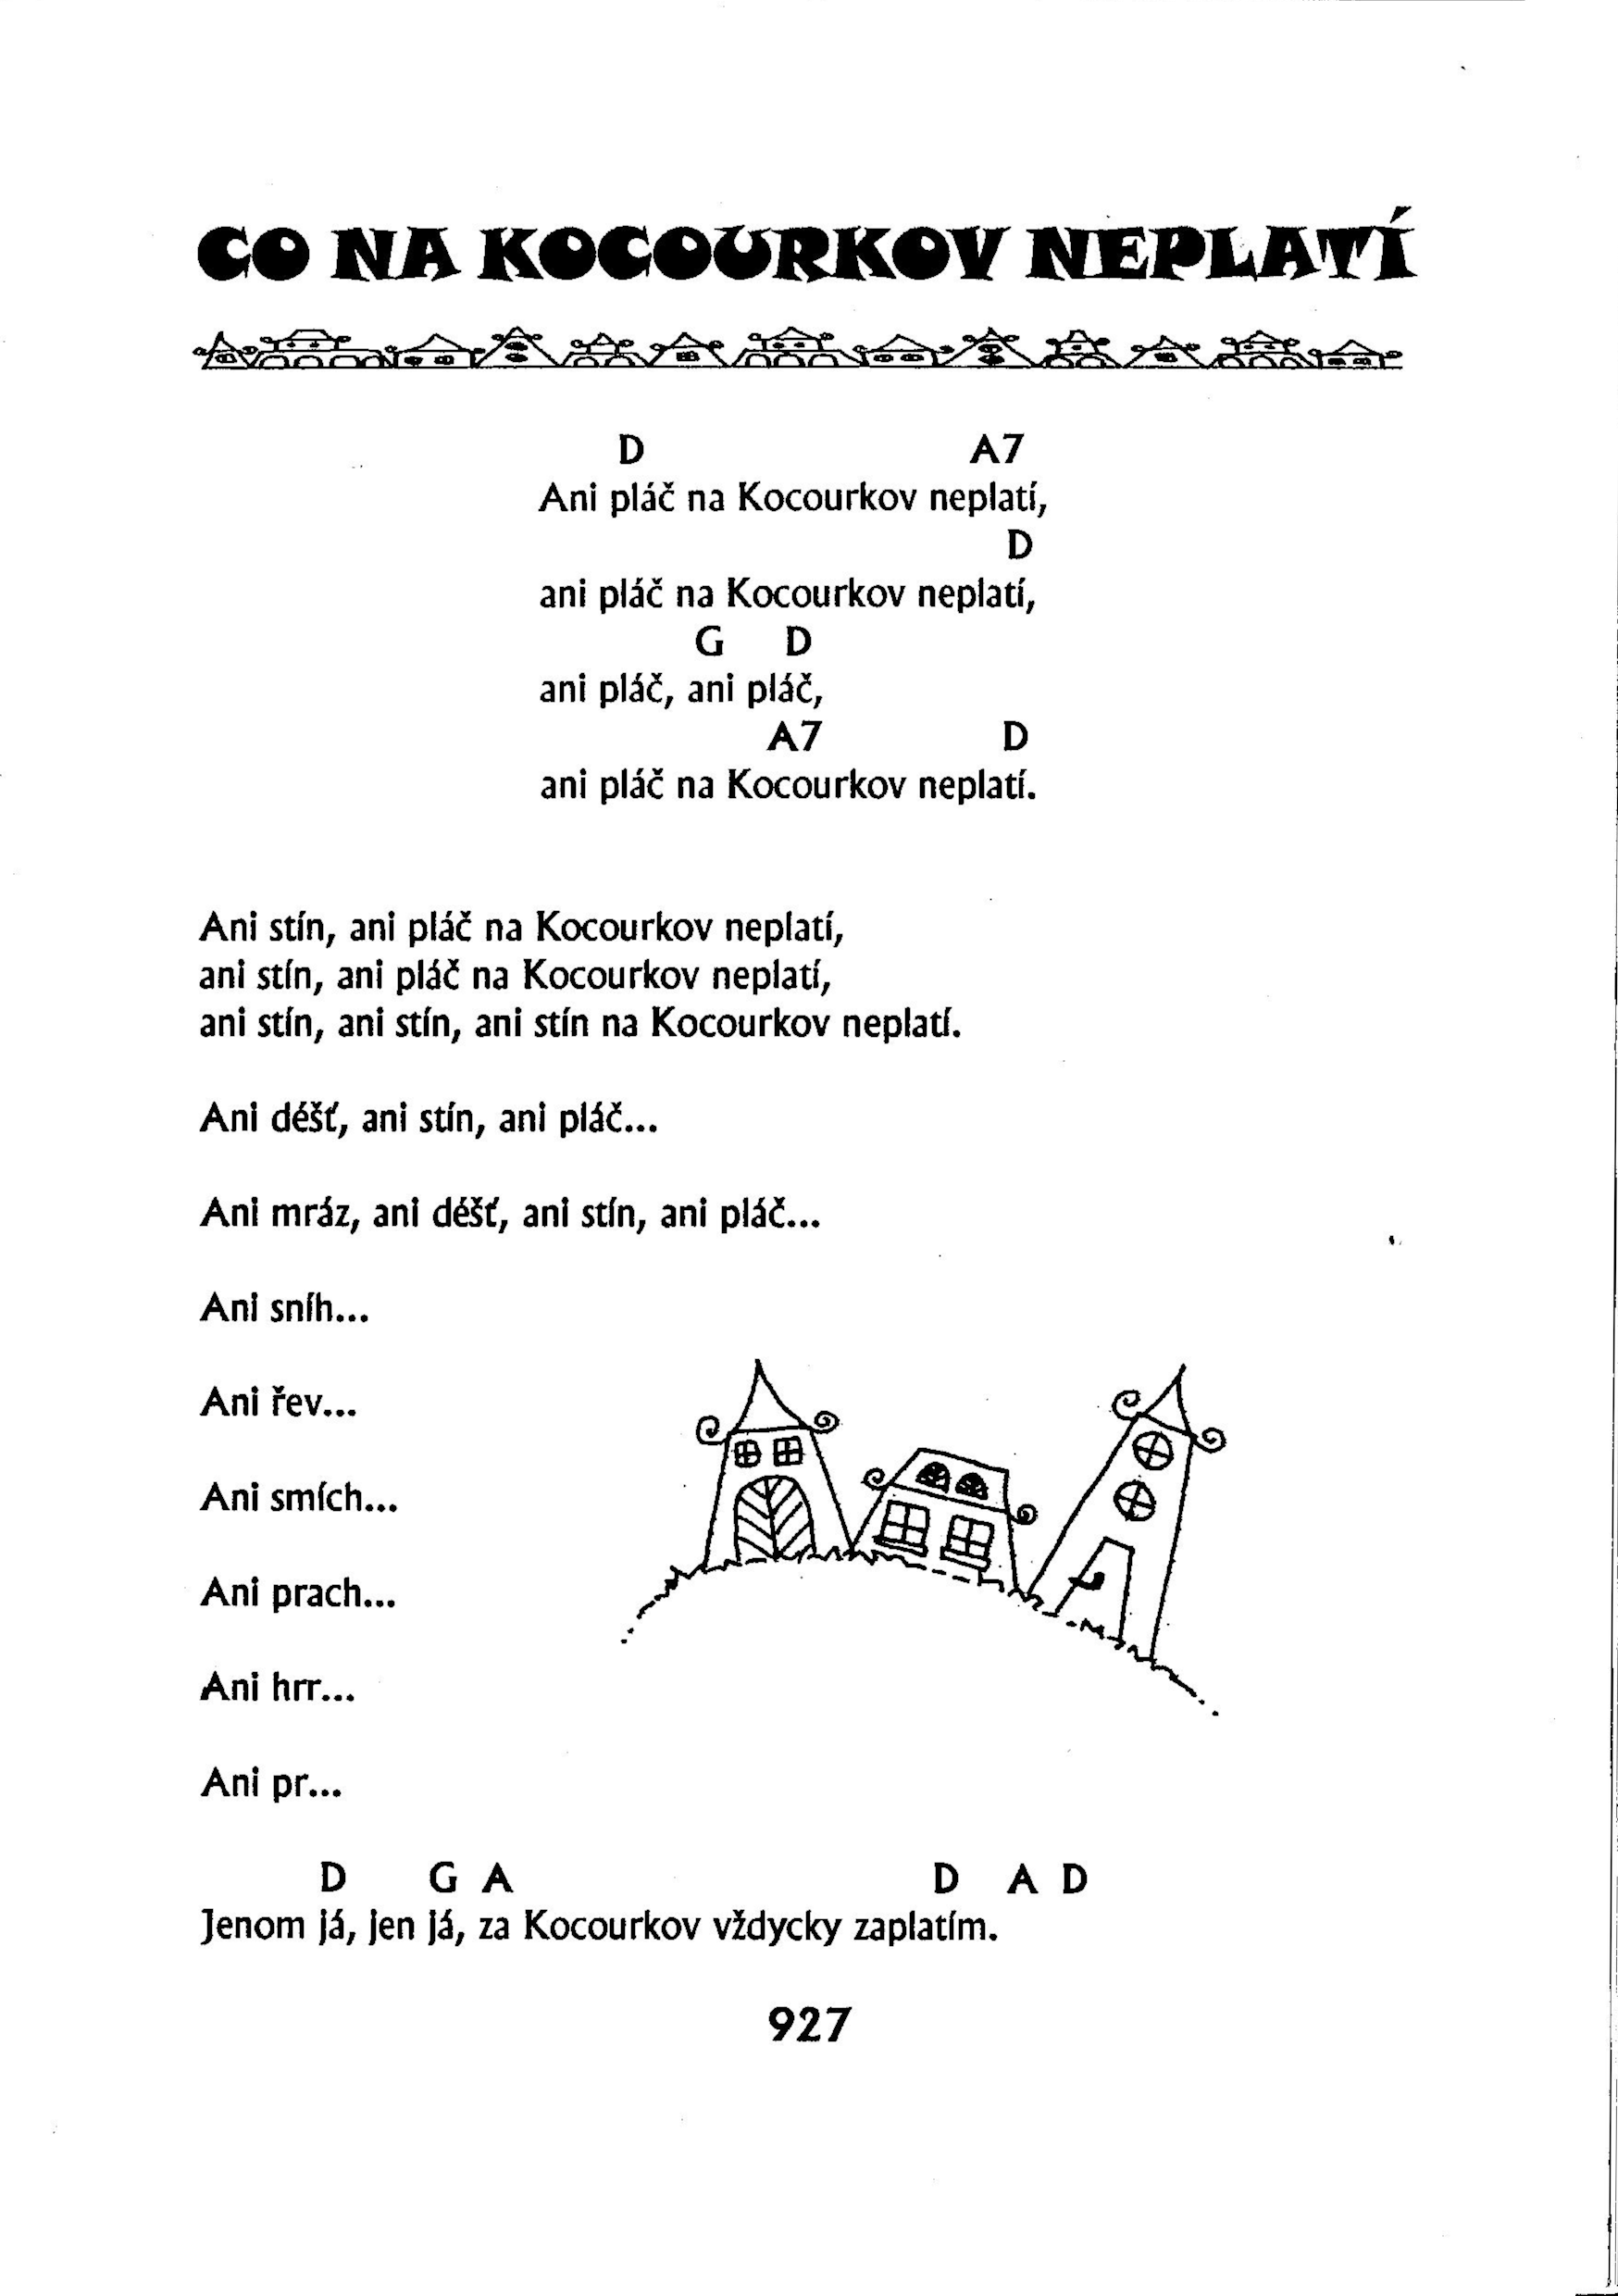 CO NA KOCOURKOV NEPLATÍ
D A7
Ani pláč na Kocourkov neplatí,
D
ani pláč na Kocourkov neplatí,
G D
ani pláč, ani pláč,
A7 D
ani pláč na Kocourkov neplatí.
Ani stín, ani pláč na Kocourkov neplatí,
ani stín, ani pláč na Kocourkov neplatí,
ani stín, ani stín, ani stín na Kocourkov neplatí.
Ani déšť, ani stín, ani pláč...
Ani mráz, ani déšť, ani stín, ani pláč...
Ani sníh...
Ani řev...
Ani smích...
Ani prach...
Ani hrr...
Ani pr...
D G A D A D
Jenom já, jen já, za Kocourkov vždycky zaplatím.
927